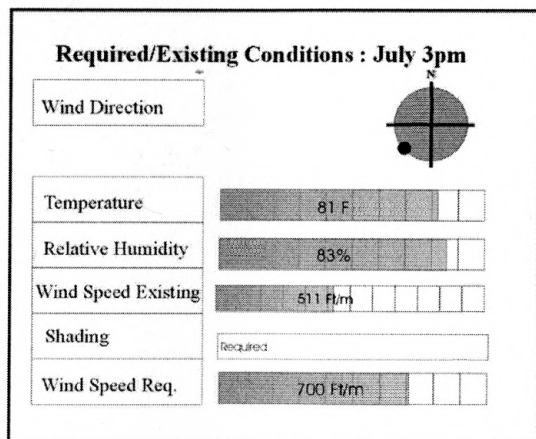 Required/Existing Conditions : July 3pm
N
Wind Direction
Temperature
81 F
Relative Humidity
83%
Wind Speed Existing
511 Ft/m
Shading
Required
Wind Speed Req.
700 Ft/m